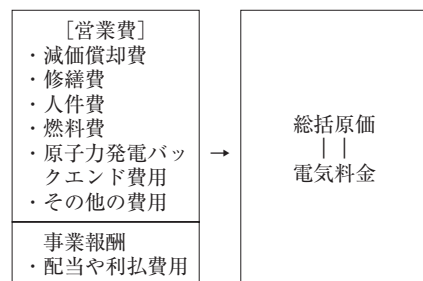 ［営業費］
・減価償却費
・修繕費
・人件費
・燃料費
・原子力発電バッ
クエンド費用
・その他の費用
事業報酬
・配当や利払費用
→
総括原価
｜｜
電気料金